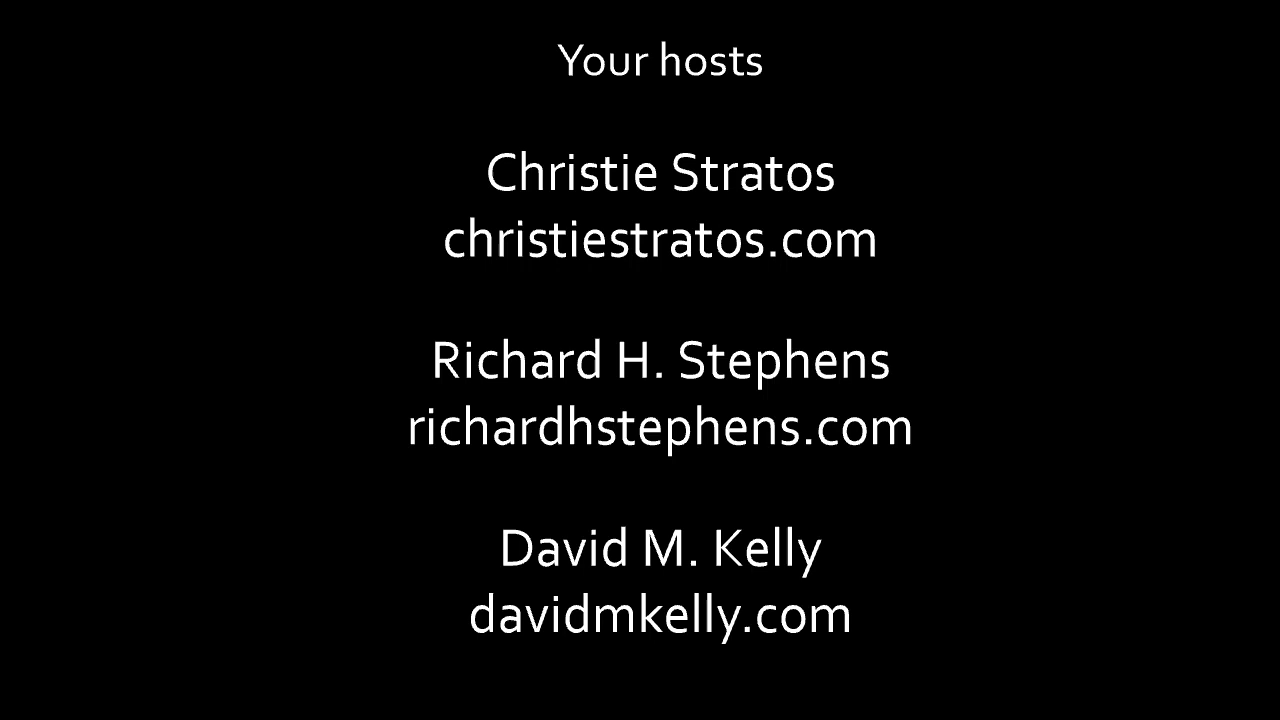 Your hosts
Christie Stratos
christiestratos.com
Richard H. Stephens
richardhstephens.com
David M. Kelly
davidmkelly.com